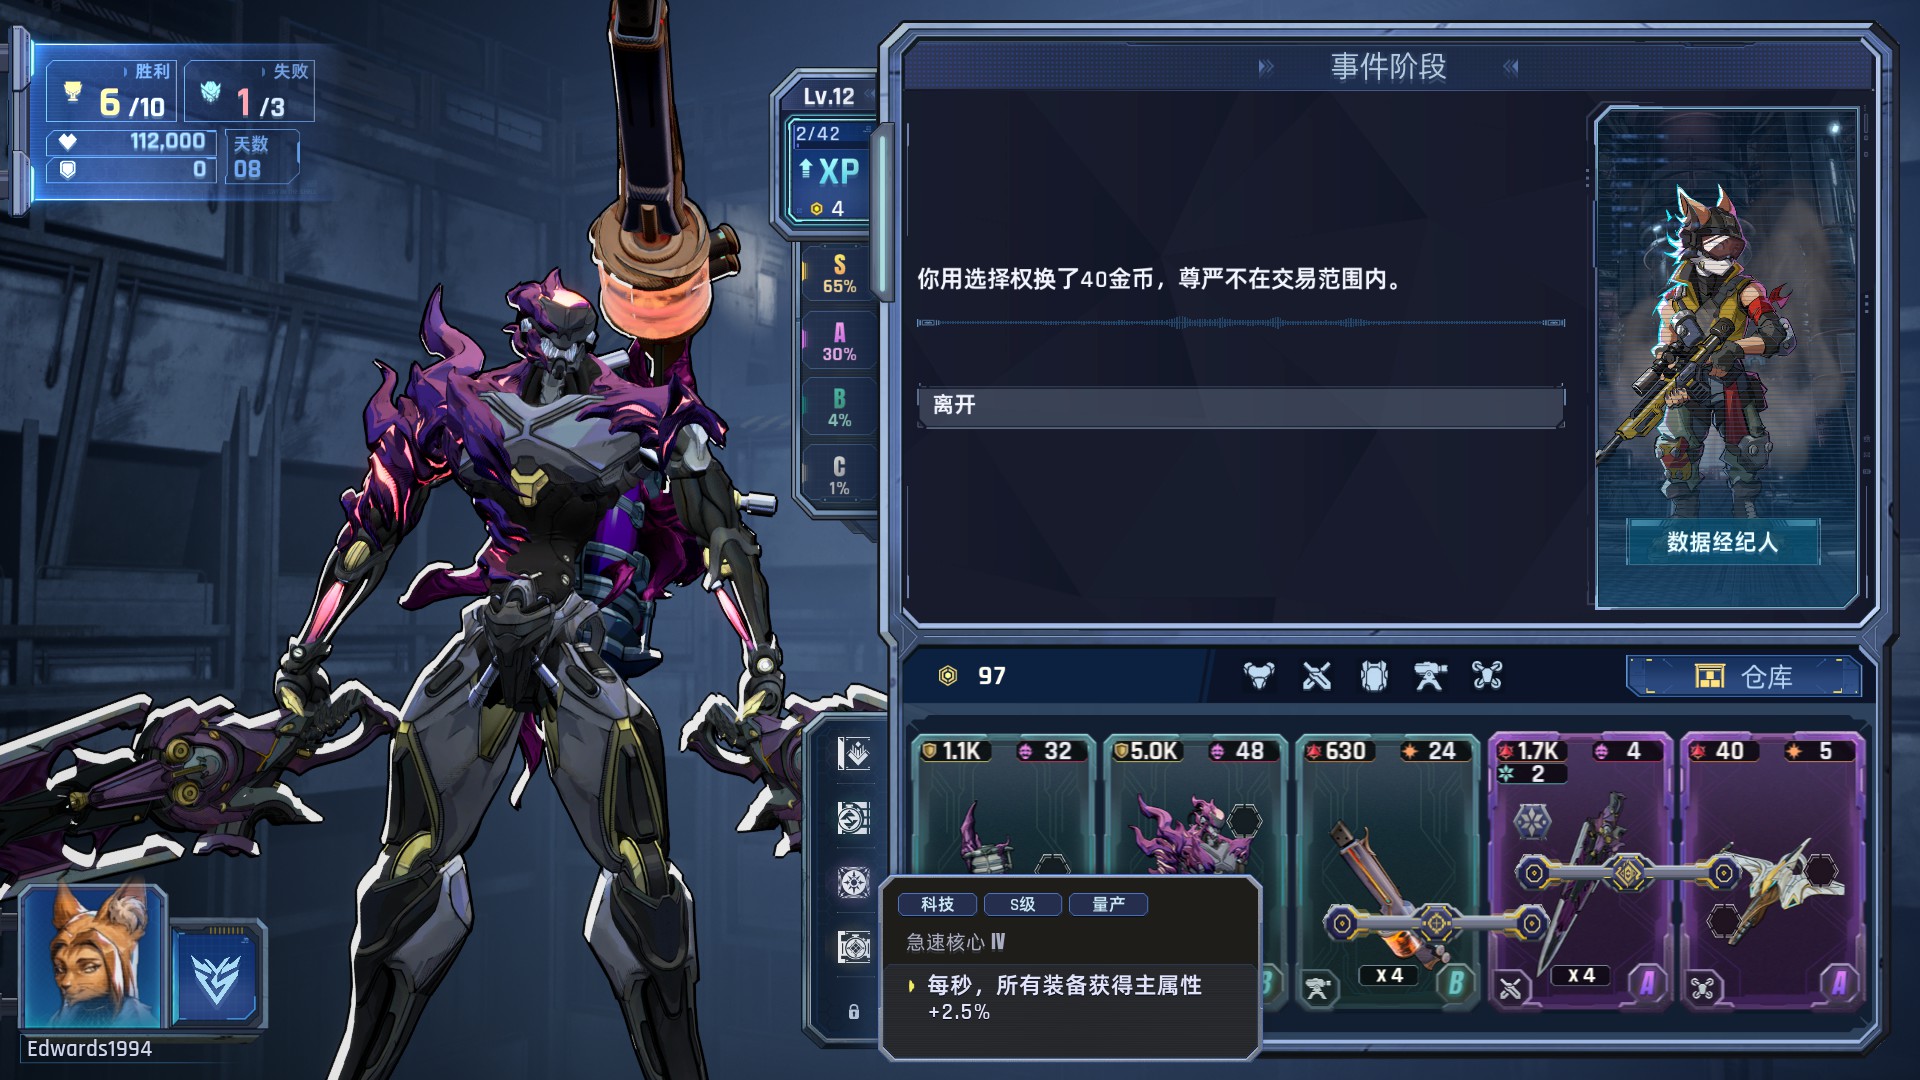 胜利
6/10
失败
1/3
112,000
0
天数
08
Lv.12
2/42
XP
4
S
65%
A
30%
B
4%
C
1%
事件阶段
你用选择权换了40金币，尊严不在交易范围内。
离开
数据经纪人
97
仓库
1.1K
32
5.0K
48
630
24
1.7K
4
2
40
5
科技
S级
量产
急速核心 IV
每秒，所有装备获得主属性
+2.5%
B
x4
B
x4
A
A
Edwards1994